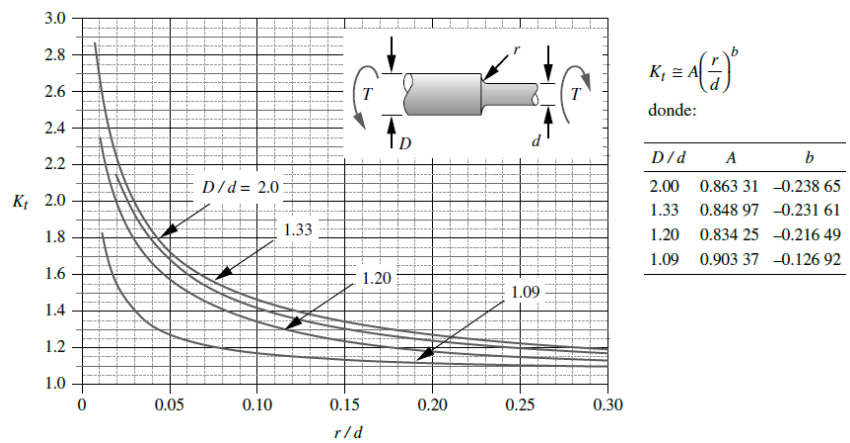 3.0
2.8
2.6
2.4
2.2
2.0
1.8
1.6
1.4
1.2
1.0
K_t
0 0.05 0.10 0.15 0.20 0.25 0.30
r / d
D / d = 2.0
1.33
1.20
1.09
r
T T
D d
K_t ≅ A(r/d)^b
donde:
D / d A b
2.00 0.863 31 –0.238 65
1.33 0.848 97 –0.231 61
1.20 0.834 25 –0.216 49
1.09 0.903 37 –0.126 92